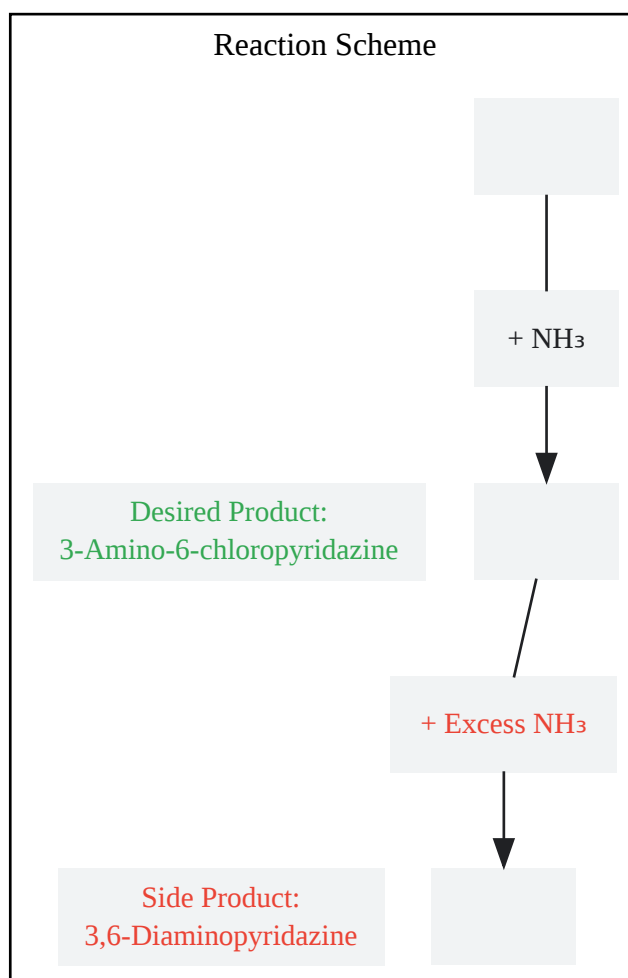 Reaction Scheme
+ NH₃
Desired Product:
3-Amino-6-chloropyridazine
+ Excess NH₃
Side Product:
3,6-Diaminopyridazine